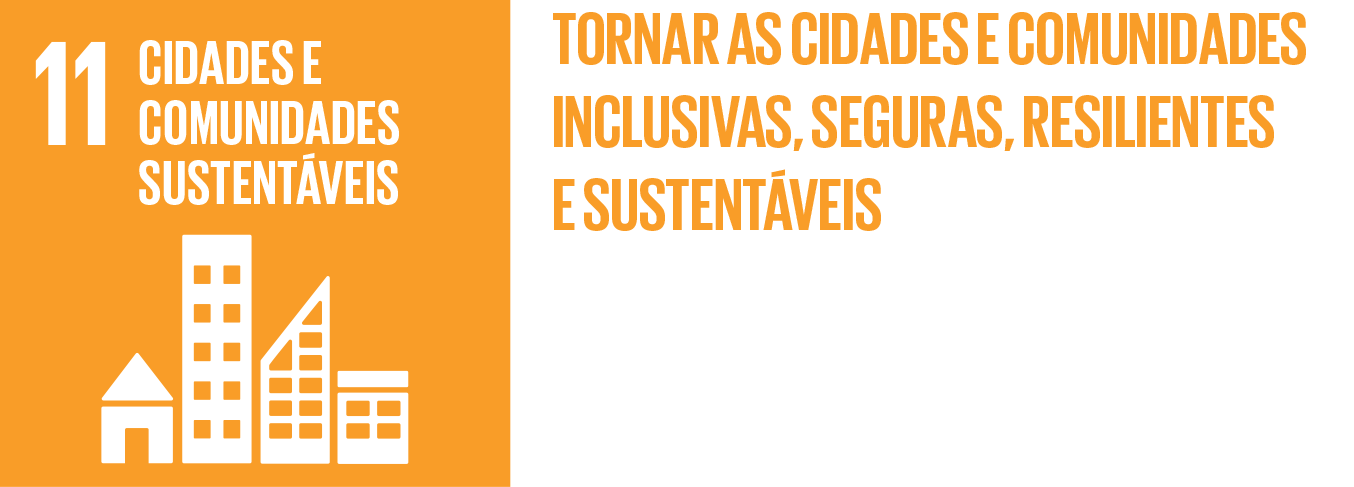 11
CIDADES E
COMUNIDADES
SUSTENTÁVEIS
TORNAR AS CIDADES E COMUNIDADES
INCLUSIVAS, SEGURAS, RESILIENTES
E SUSTENTÁVEIS